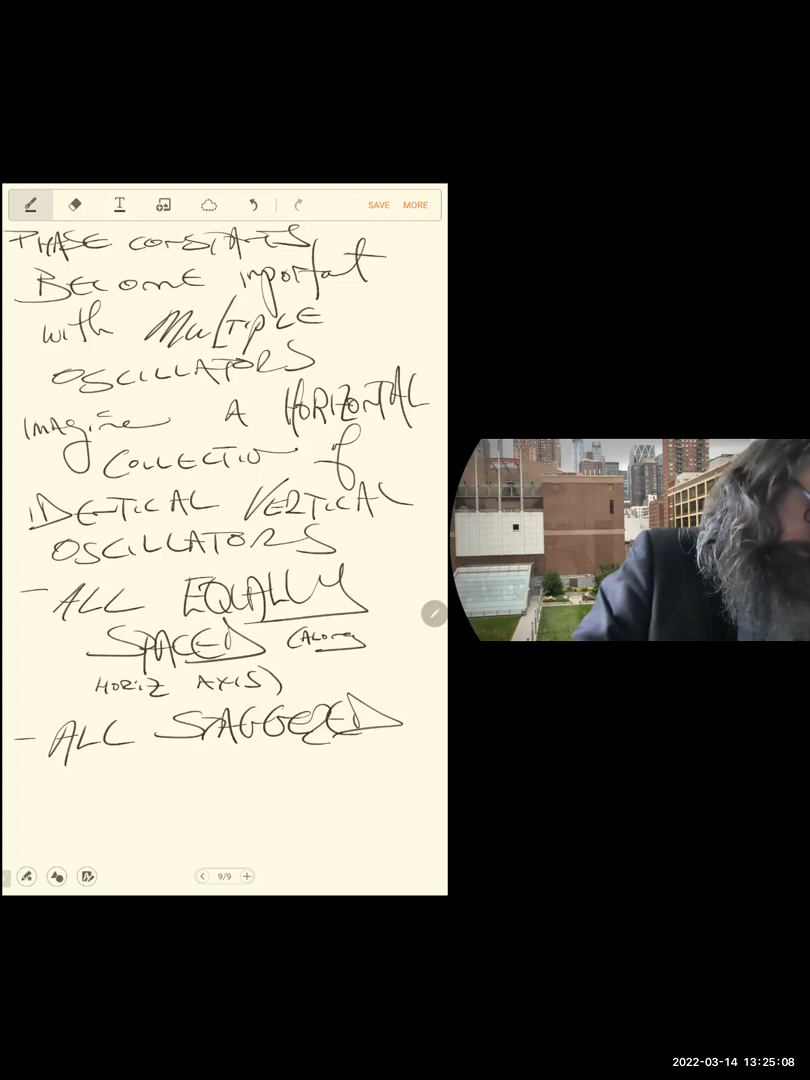 T SAVE MORE
PHASE CONSTANTS
BECOME important
with MULTIPLE
OSCILLATORS
IMAgine A HORIZONTAL
COLLECTION of
IDENTICAL VERTICAL
OSCILLATORS
- ALL EQUALLY
SPACED (ALONG
HORIZ AXIS)
- ALL STAGGERED
9/9
2022-03-14 13:25:08